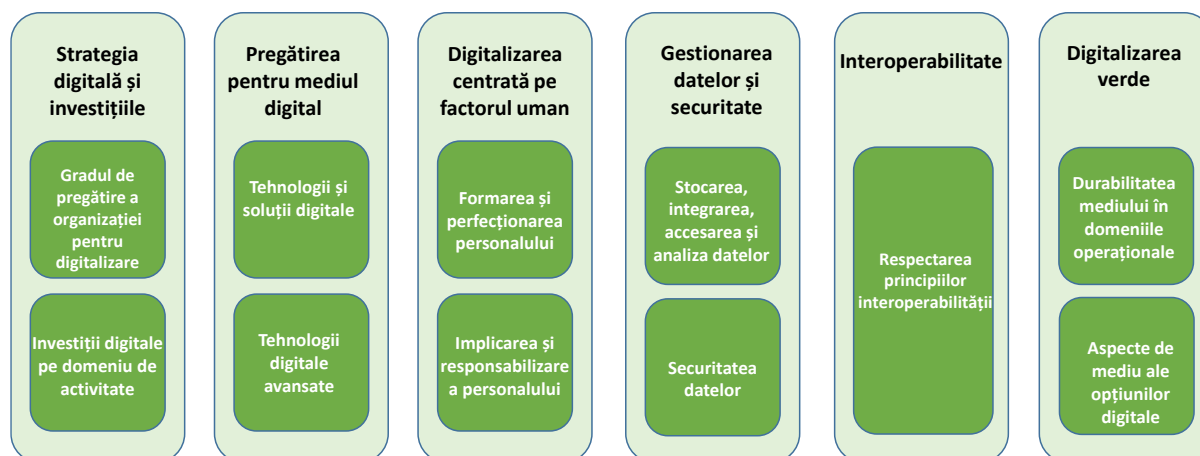 Strategia
digitală și
investițiile
Gradul de
pregătire a
organizației
pentru
digitalizare
Investiții digitale
pe domeniu de
activitate
Pregătirea
pentru mediul
digital
Tehnologii și
soluții digitale
Tehnologii
digitale
avansate
Digitalizarea
centrată pe
factorul uman
Formarea și
perfecționarea
personalului
Implicarea și
responsabilizare
a personalului
Gestionarea
datelor și
securitate
Stocarea,
integrarea,
accesarea și
analiza datelor
Securitatea
datelor
Interoperabilitate
Respectarea
principiilor
interoperabilității
Digitalizarea
verde
Durabilitatea
mediului în
domeniile
operaționale
Aspecte de
mediu ale
opțiunilor
digitale